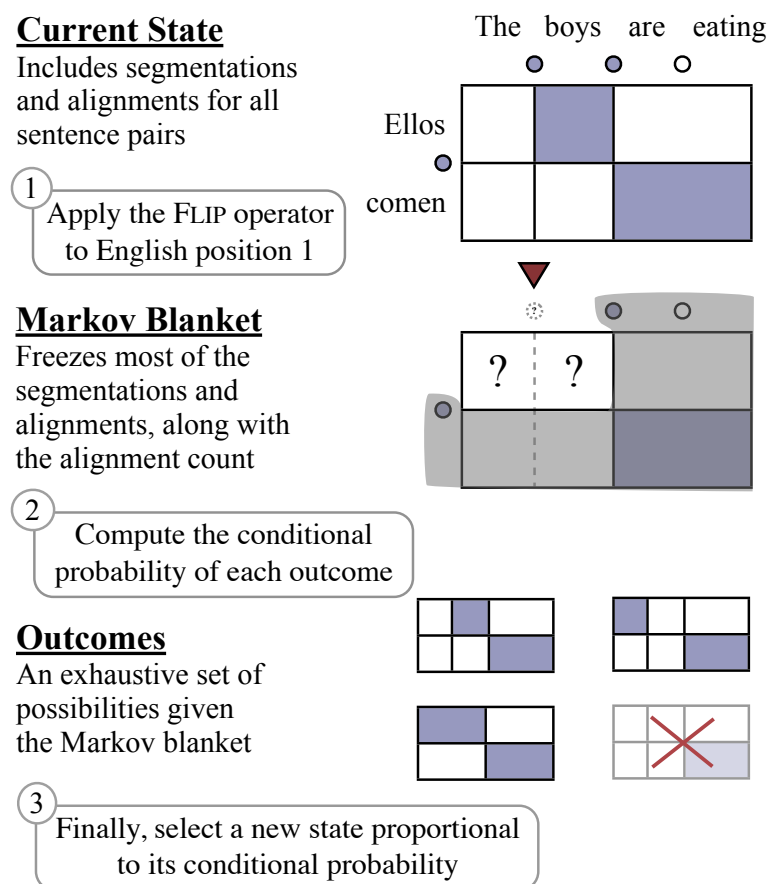 Current State
Includes segmentations
and alignments for all
sentence pairs
The boys are eating
Ellos
comen
1
Apply the FLIP operator
to English position 1
Markov Blanket
Freezes most of the
segmentations and
alignments, along with
the alignment count
?
? ?
2
Compute the conditional
probability of each outcome
Outcomes
An exhaustive set of
possibilities given
the Markov blanket
3
Finally, select a new state proportional
to its conditional probability